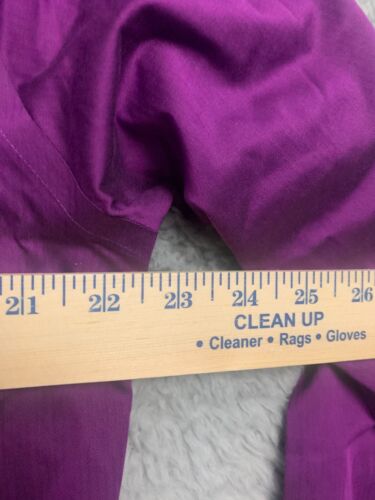 21 22 23 24 25 26
CLEAN UP
• Cleaner • Rags • Gloves